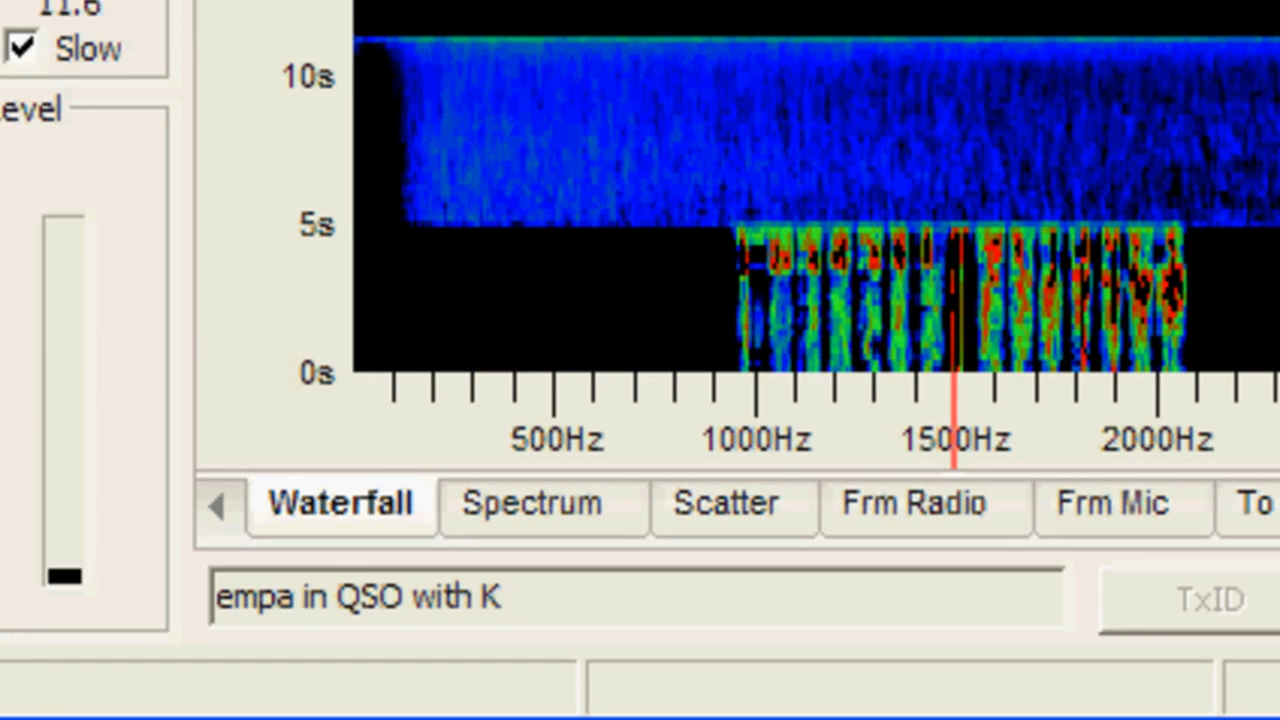 11.6
Slow
Level
10s
5s
0s
500Hz 1000Hz 1500Hz 2000Hz
Waterfall Spectrum Scatter Frm Radio Frm Mic To
empa in QSO with K
TxID